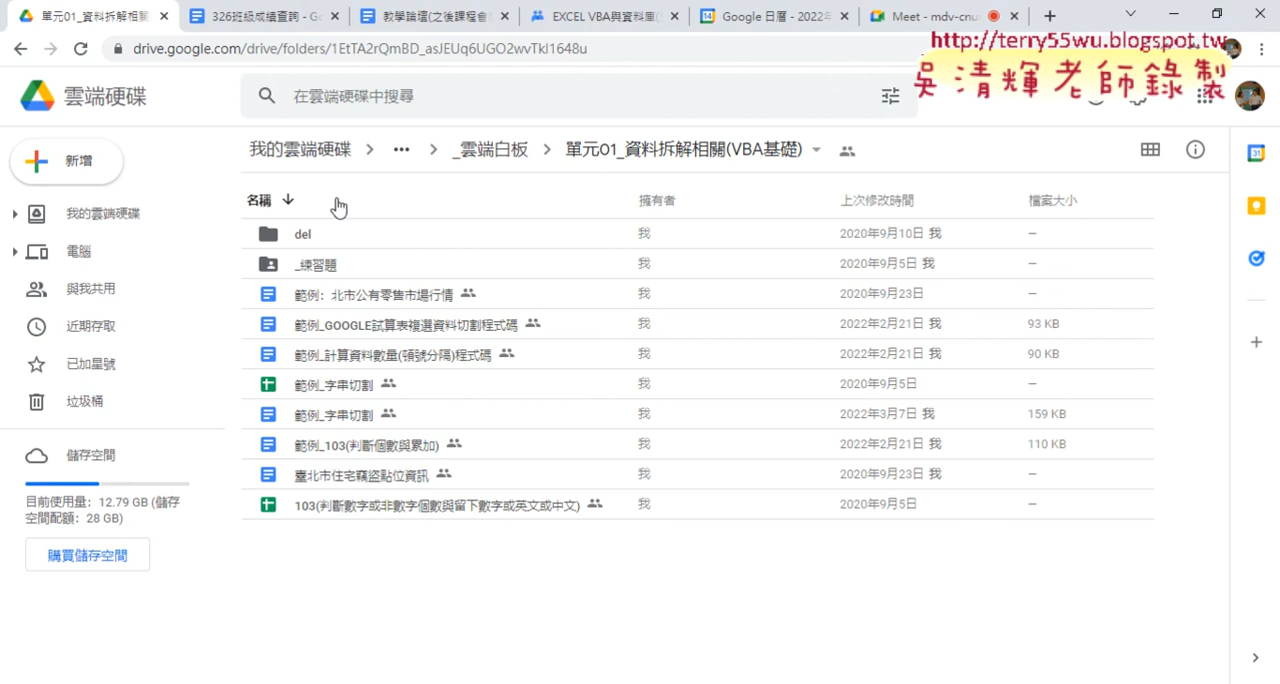 單元01_資料拆解相關
326班級成績查詢 - Go
教學論壇(之後課程會
EXCEL VBA與資料庫(
Google 日曆 - 2022年
Meet - mdv-cnu
drive.google.com/drive/folders/1EtTA2rQmBD_asJEUq6UGO2wvTkl1648u
http://terry55wu.blogspot.tw
吳清輝老師錄製
雲端硬碟
在雲端硬碟中搜尋
新增
我的雲端硬碟
電腦
與我共用
近期存取
已加星號
垃圾桶
儲存空間
目前使用量: 12.79 GB (儲存
空間配額: 28 GB)
購買儲存空間
我的雲端硬碟 > ••• > _雲端白板 > 單元01_資料拆解相關(VBA基礎)
名稱 擁有者 上次修改時間 檔案大小
del 我 2020年9月10日 我 –
_練習題 我 2020年9月5日 我 –
範例: 北市公有零售市場行情 我 2020年9月23日 –
範例_GOOGLE試算表複選資料切割程式碼 我 2022年2月21日 我 93 KB
範例_計算資料數量(頓號分隔)程式碼 我 2022年2月21日 我 90 KB
範例_字串切割 我 2020年9月5日 –
範例_字串切割 我 2022年3月7日 我 159 KB
範例_103(判斷個數與累加) 我 2022年2月21日 我 110 KB
臺北市住宅竊盜點位資訊 我 2020年9月23日 我 –
103(判斷數字或非數字個數與留下數字或英文或中文) 我 2020年9月5日 –